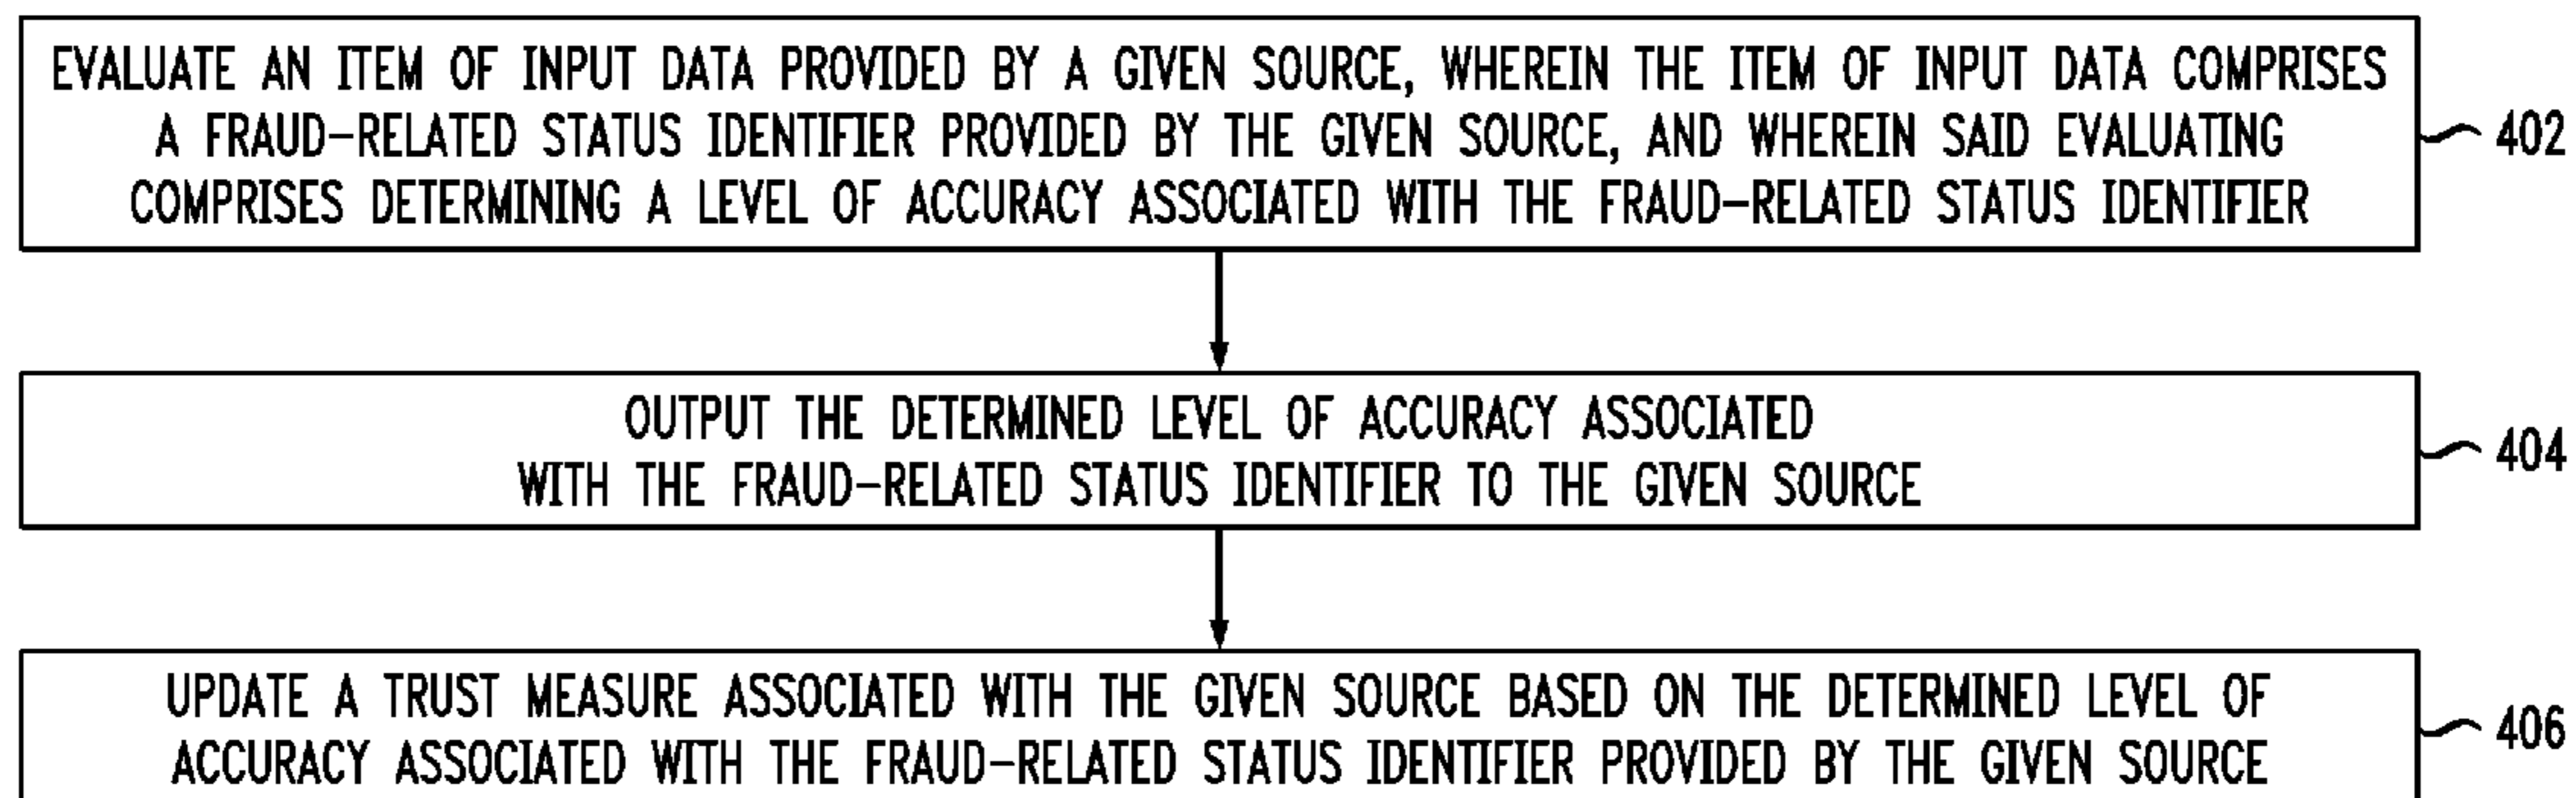 EVALUATE AN ITEM OF INPUT DATA PROVIDED BY A GIVEN SOURCE, WHEREIN THE ITEM OF INPUT DATA COMPRISES
A FRAUD-RELATED STATUS IDENTIFIER PROVIDED BY THE GIVEN SOURCE, AND WHEREIN SAID EVALUATING
COMPRISES DETERMINING A LEVEL OF ACCURACY ASSOCIATED WITH THE FRAUD-RELATED STATUS IDENTIFIER
402
OUTPUT THE DETERMINED LEVEL OF ACCURACY ASSOCIATED
WITH THE FRAUD-RELATED STATUS IDENTIFIER TO THE GIVEN SOURCE
404
UPDATE A TRUST MEASURE ASSOCIATED WITH THE GIVEN SOURCE BASED ON THE DETERMINED LEVEL OF
ACCURACY ASSOCIATED WITH THE FRAUD-RELATED STATUS IDENTIFIER PROVIDED BY THE GIVEN SOURCE
406